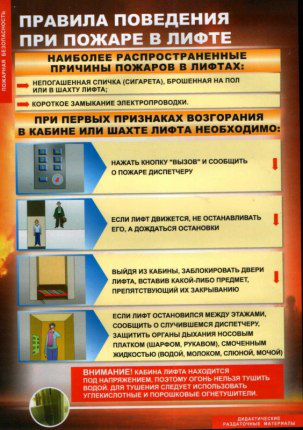 ПОЖАРНАЯ БЕЗОПАСНОСТЬ
ПРАВИЛА ПОВЕДЕНИЯ
ПРИ ПОЖАРЕ В ЛИФТЕ
НАИБОЛЕЕ РАСПРОСТРАНЕННЫЕ
ПРИЧИНЫ ПОЖАРОВ В ЛИФТАХ:
НЕПОГАШЕННАЯ СПИЧКА (СИГАРЕТА), БРОШЕННАЯ НА ПОЛ
ИЛИ В ШАХТУ ЛИФТА;
КОРОТКОЕ ЗАМЫКАНИЕ ЭЛЕКТРОПРОВОДКИ.
ПРИ ПЕРВЫХ ПРИЗНАКАХ ВОЗГОРАНИЯ
В КАБИНЕ ИЛИ ШАХТЕ ЛИФТА НЕОБХОДИМО:
НАЖАТЬ КНОПКУ "ВЫЗОВ" И СООБЩИТЬ
О ПОЖАРЕ ДИСПЕТЧЕРУ
ЕСЛИ ЛИФТ ДВИЖЕТСЯ, НЕ ОСТАНАВЛИВАТЬ
ЕГО, А ДОЖДАТЬСЯ ОСТАНОВКИ
ВЫЙДЯ ИЗ КАБИНЫ, ЗАБЛОКИРОВАТЬ ДВЕРИ
ЛИФТА, ВСТАВИВ КАКОЙ-ЛИБО ПРЕДМЕТ,
ПРЕПЯТСТВУЮЩИЙ ИХ ЗАКРЫВАНИЮ
ЕСЛИ ЛИФТ ОСТАНОВИЛСЯ МЕЖДУ ЭТАЖАМИ,
СООБЩИТЬ О СЛУЧИВШЕМСЯ ДИСПЕТЧЕРУ,
ЗАЩИТИТЬ ОРГАНЫ ДЫХАНИЯ НОСОВЫМ
ПЛАТКОМ (ШАРФОМ, РУКАВОМ), СМОЧЕННЫМ
ЖИДКОСТЬЮ (ВОДОЙ, МОЛОКОМ, СЛЮНОЙ, МОЧОЙ)
ВНИМАНИЕ! КАБИНА ЛИФТА НАХОДИТСЯ
ПОД НАПРЯЖЕНИЕМ, ПОЭТОМУ ОГОНЬ НЕЛЬЗЯ ТУШИТЬ
ВОДОЙ. ДЛЯ ТУШЕНИЯ СЛЕДУЕТ ИСПОЛЬЗОВАТЬ
УГЛЕКИСЛОТНЫЕ И ПОРОШКОВЫЕ ОГНЕТУШИТЕЛИ.
ДИДАКТИЧЕСКИЕ
РАЗДАТОЧНЫЕ МАТЕРИАЛЫ